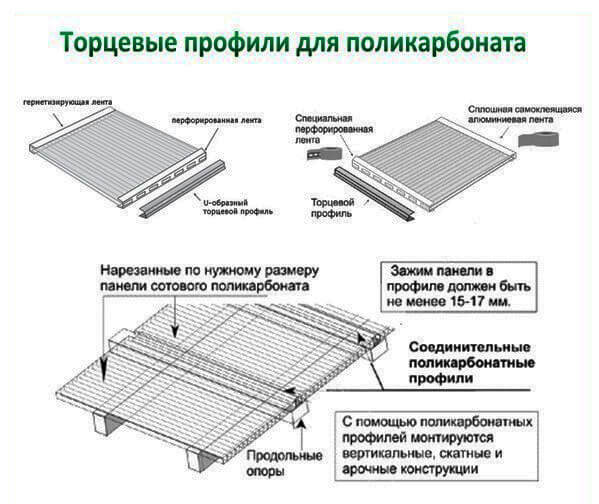 Торцевые профили для поликарбоната
герметизирующая лента
перфорированная лента
U-образный
торцевой профиль
Специальная
перфорированная
лента
Сплошная самоклеящаяся
алюминиевая лента
Торцевой
профиль
Нарезанные по нужному размеру
панели сотового поликарбоната
Зажим панели в
профиле должен быть
не менее 15-17 мм.
Соединительные
поликарбонатные
профили
Продольные
опоры
С помощью поликарбонатных
профилей монтируются
вертикальные, скатные и
арочные конструкции